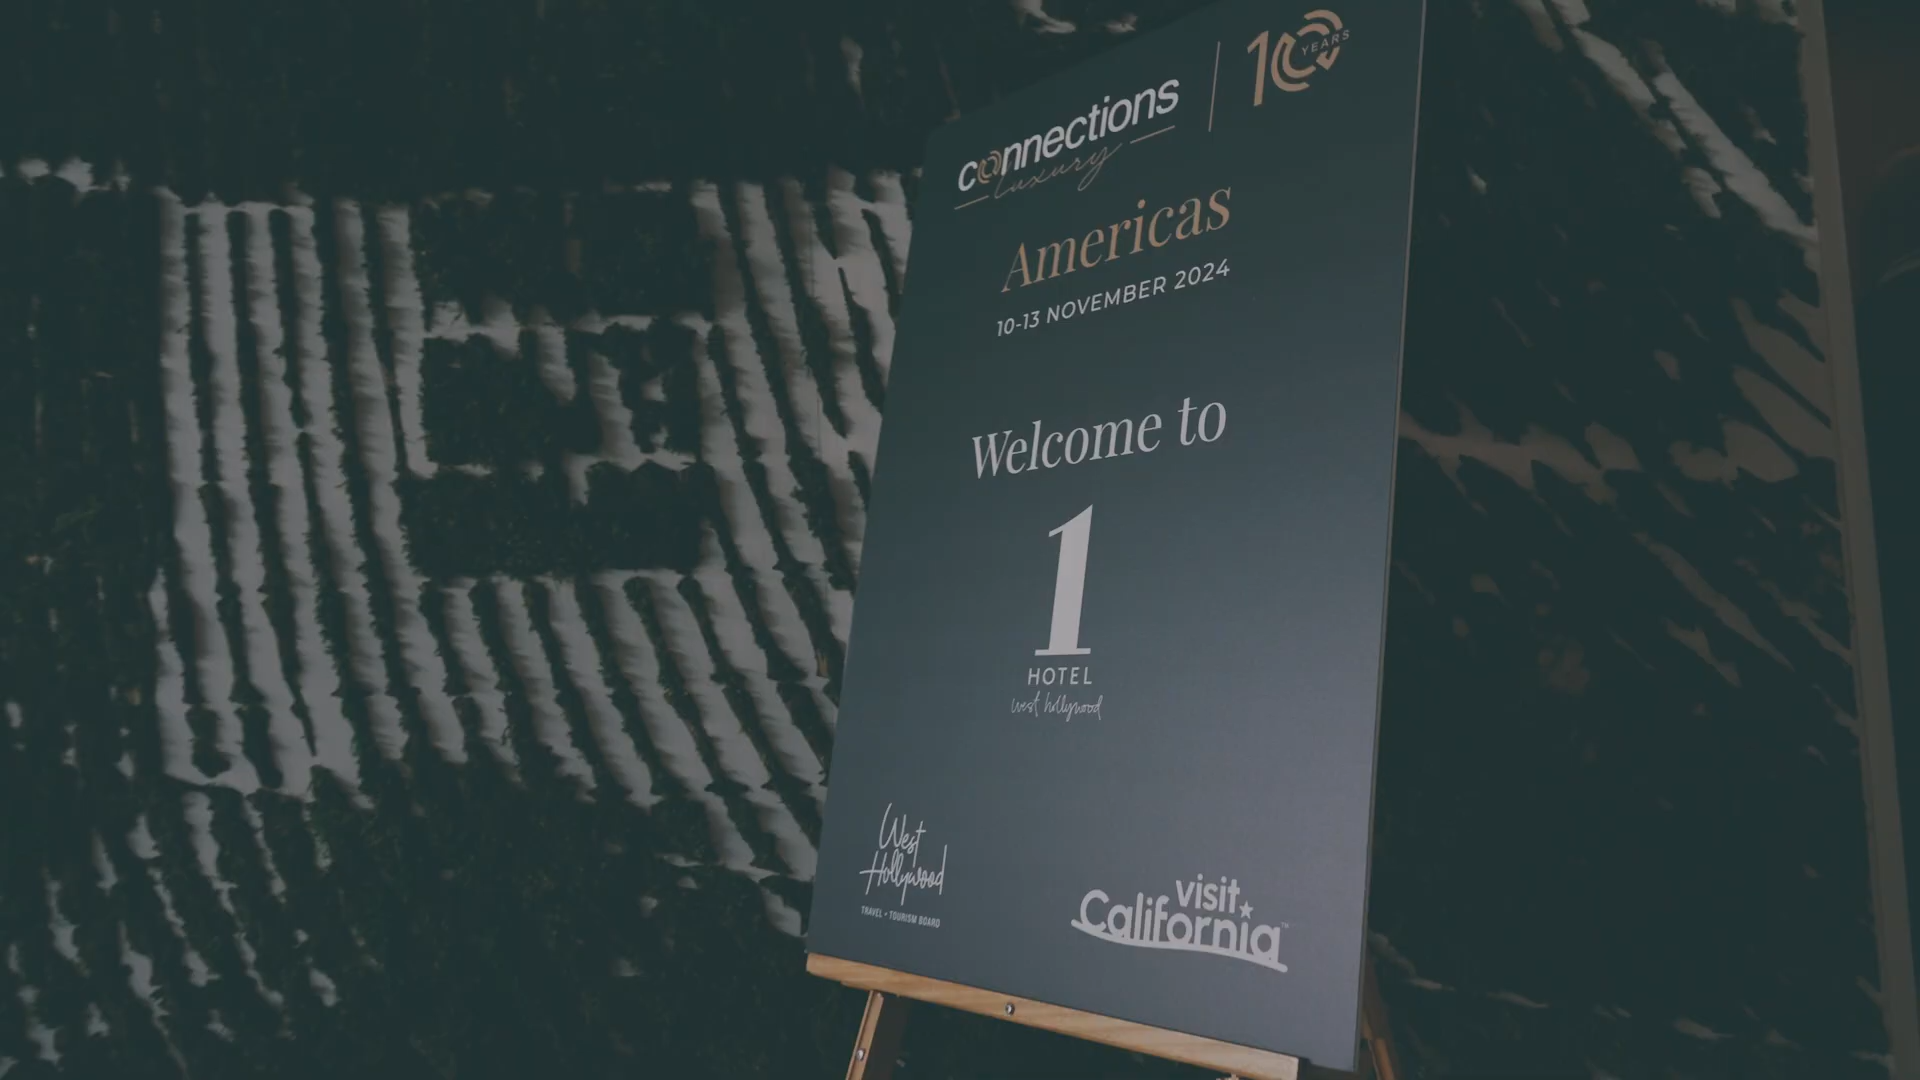 connections
luxury
10 YEARS
Americas
10-13 NOVEMBER 2024
Welcome to
1
HOTEL
west hollywood
West
Hollywood
TRAVEL + TOURISM BOARD
visit
California™